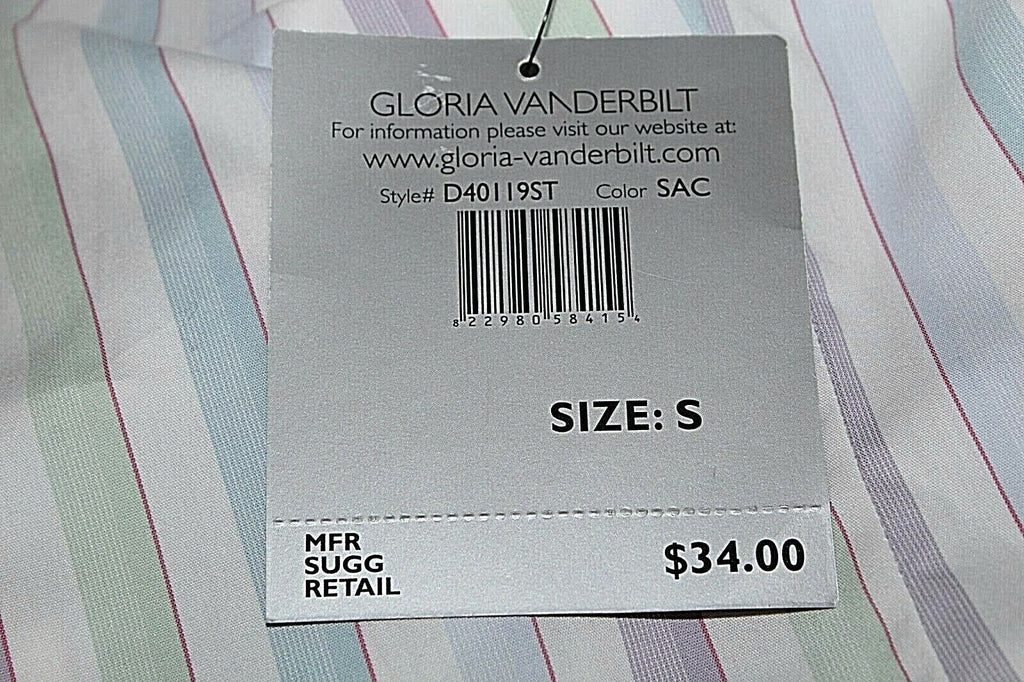 GLORIA VANDERBILT
For information please visit our website at:
www.gloria-vanderbilt.com
Style# D40119ST Color SAC
8 22980 58415 4
SIZE: S
MFR
SUGG
RETAIL
$34.00